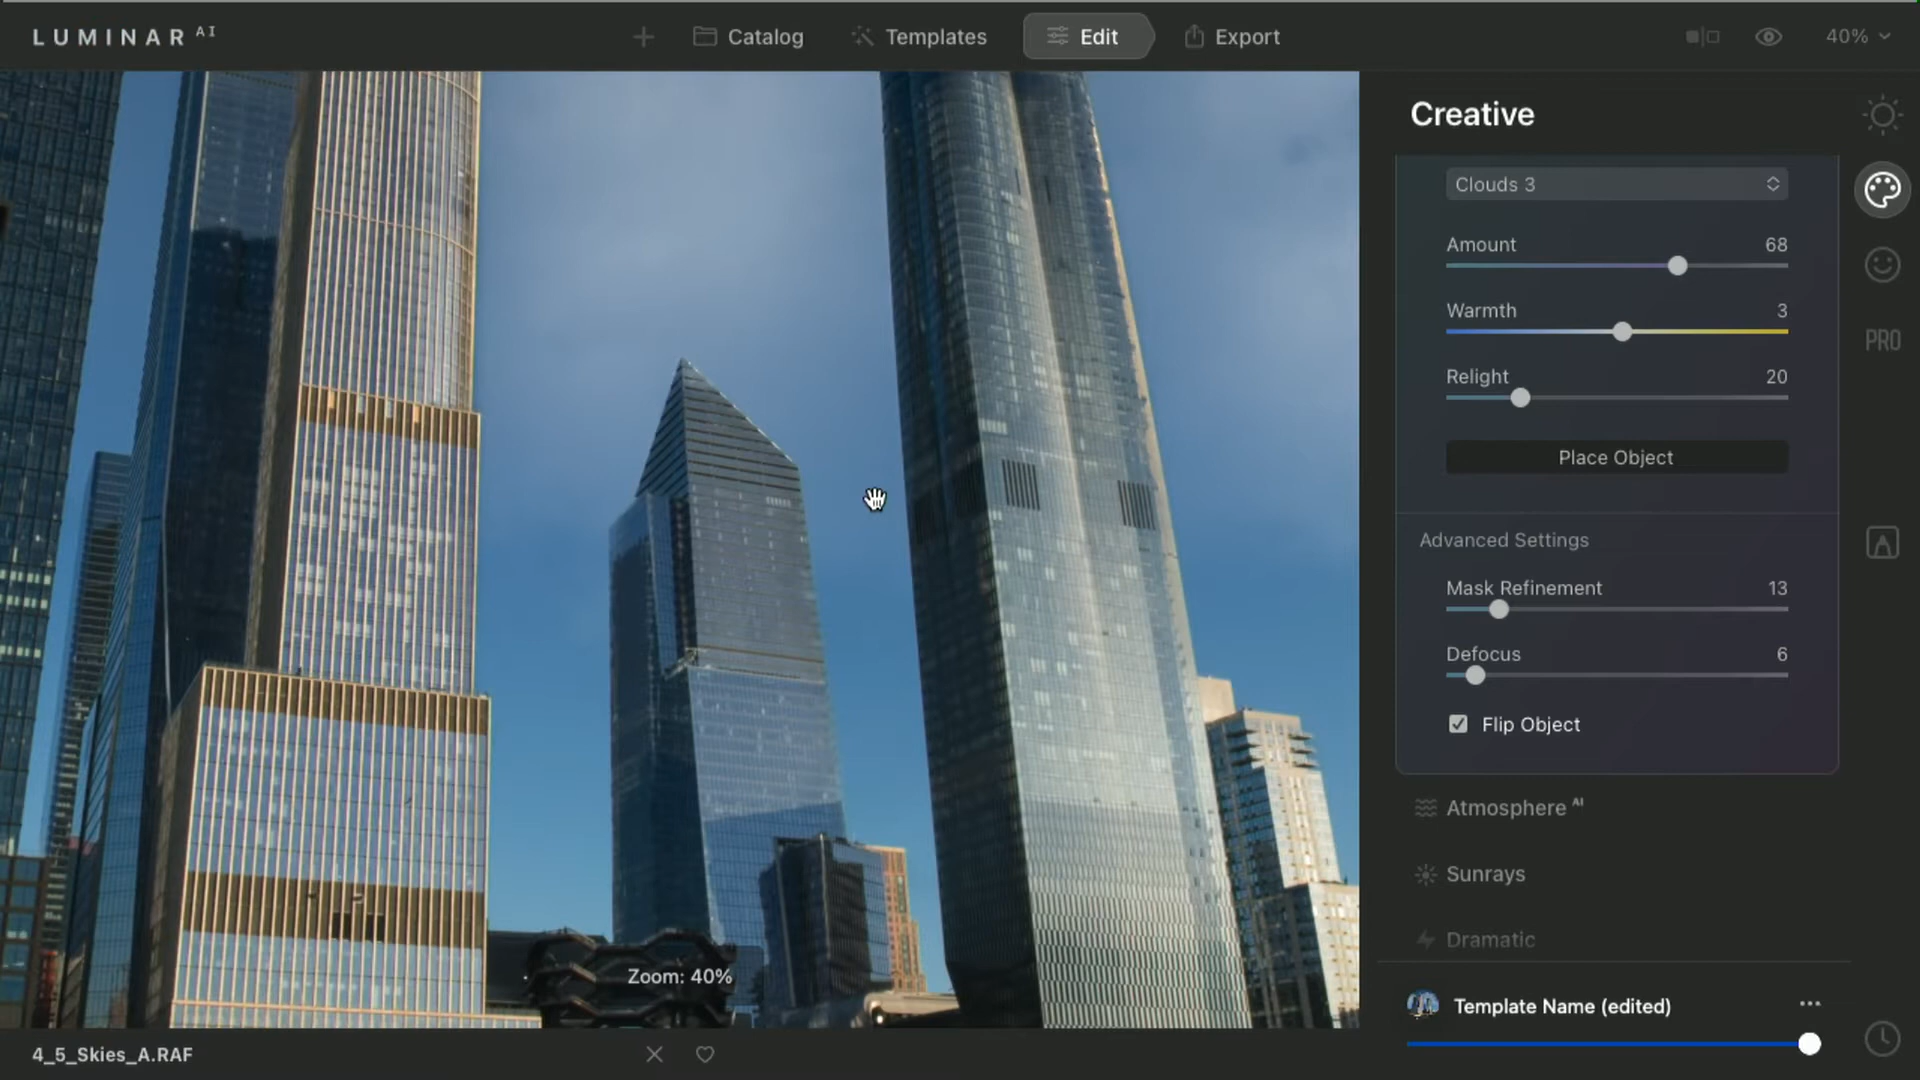 LUMINAR AI
Catalog
Templates
Edit
Export
40%
Creative
Clouds 3
Amount 68
Warmth 3
Relight 20
Place Object
Advanced Settings
Mask Refinement 13
Defocus 6
Flip Object
Atmosphere AI
Sunrays
Dramatic
PRO
Zoom: 40%
Template Name (edited)
4_5_Skies_A.RAF